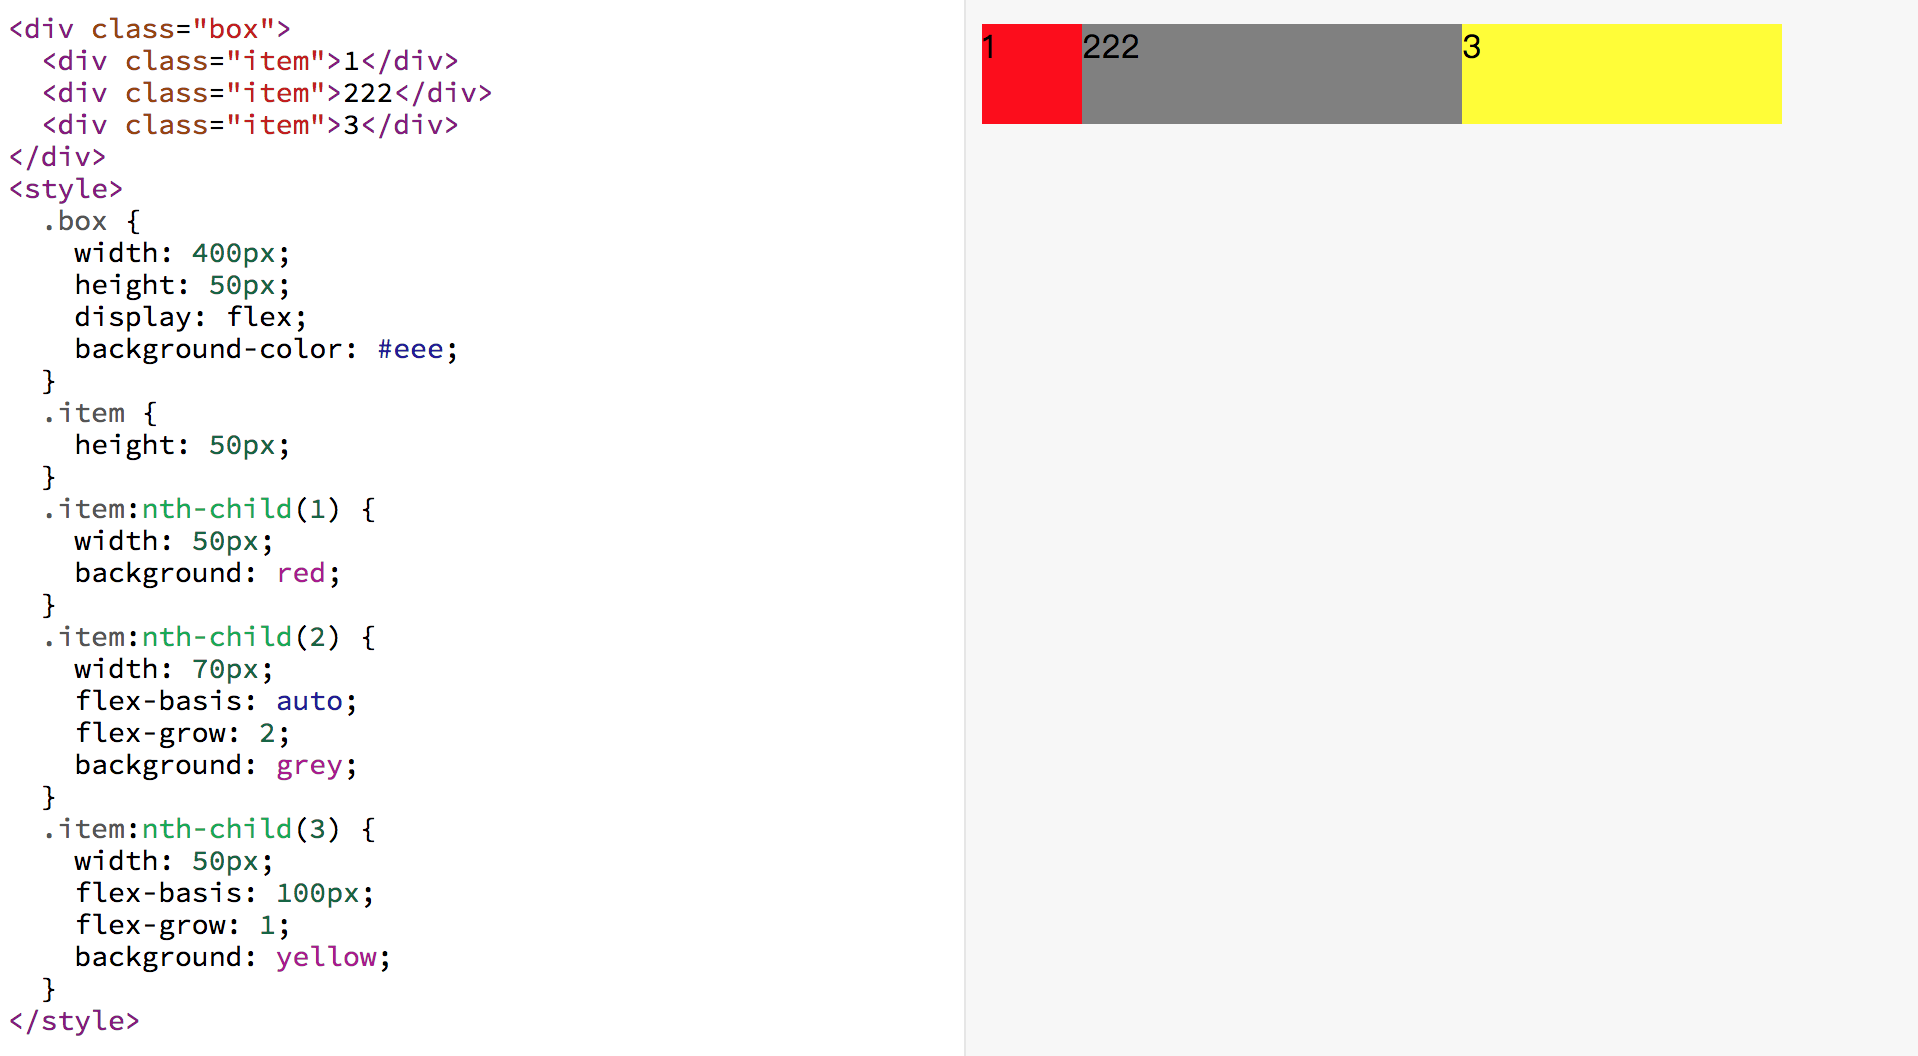 <div class="box">
  <div class="item">1</div>
  <div class="item">222</div>
  <div class="item">3</div>
</div>
<style>
  .box {
    width: 400px;
    height: 50px;
    display: flex;
    background-color: #eee;
  }
  .item {
    height: 50px;
  }
  .item:nth-child(1) {
    width: 50px;
    background: red;
  }
  .item:nth-child(2) {
    width: 70px;
    flex-basis: auto;
    flex-grow: 2;
    background: grey;
  }
  .item:nth-child(3) {
    width: 50px;
    flex-basis: 100px;
    flex-grow: 1;
    background: yellow;
  }
</style>
1 222 3